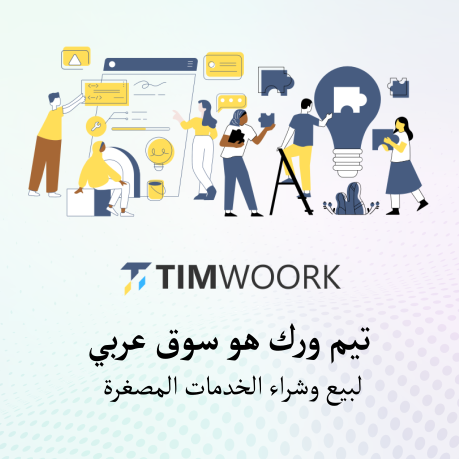 TIMWOORK
تيم ورك هو سوق عربي
لبيع وشراء الخدمات المصغرة